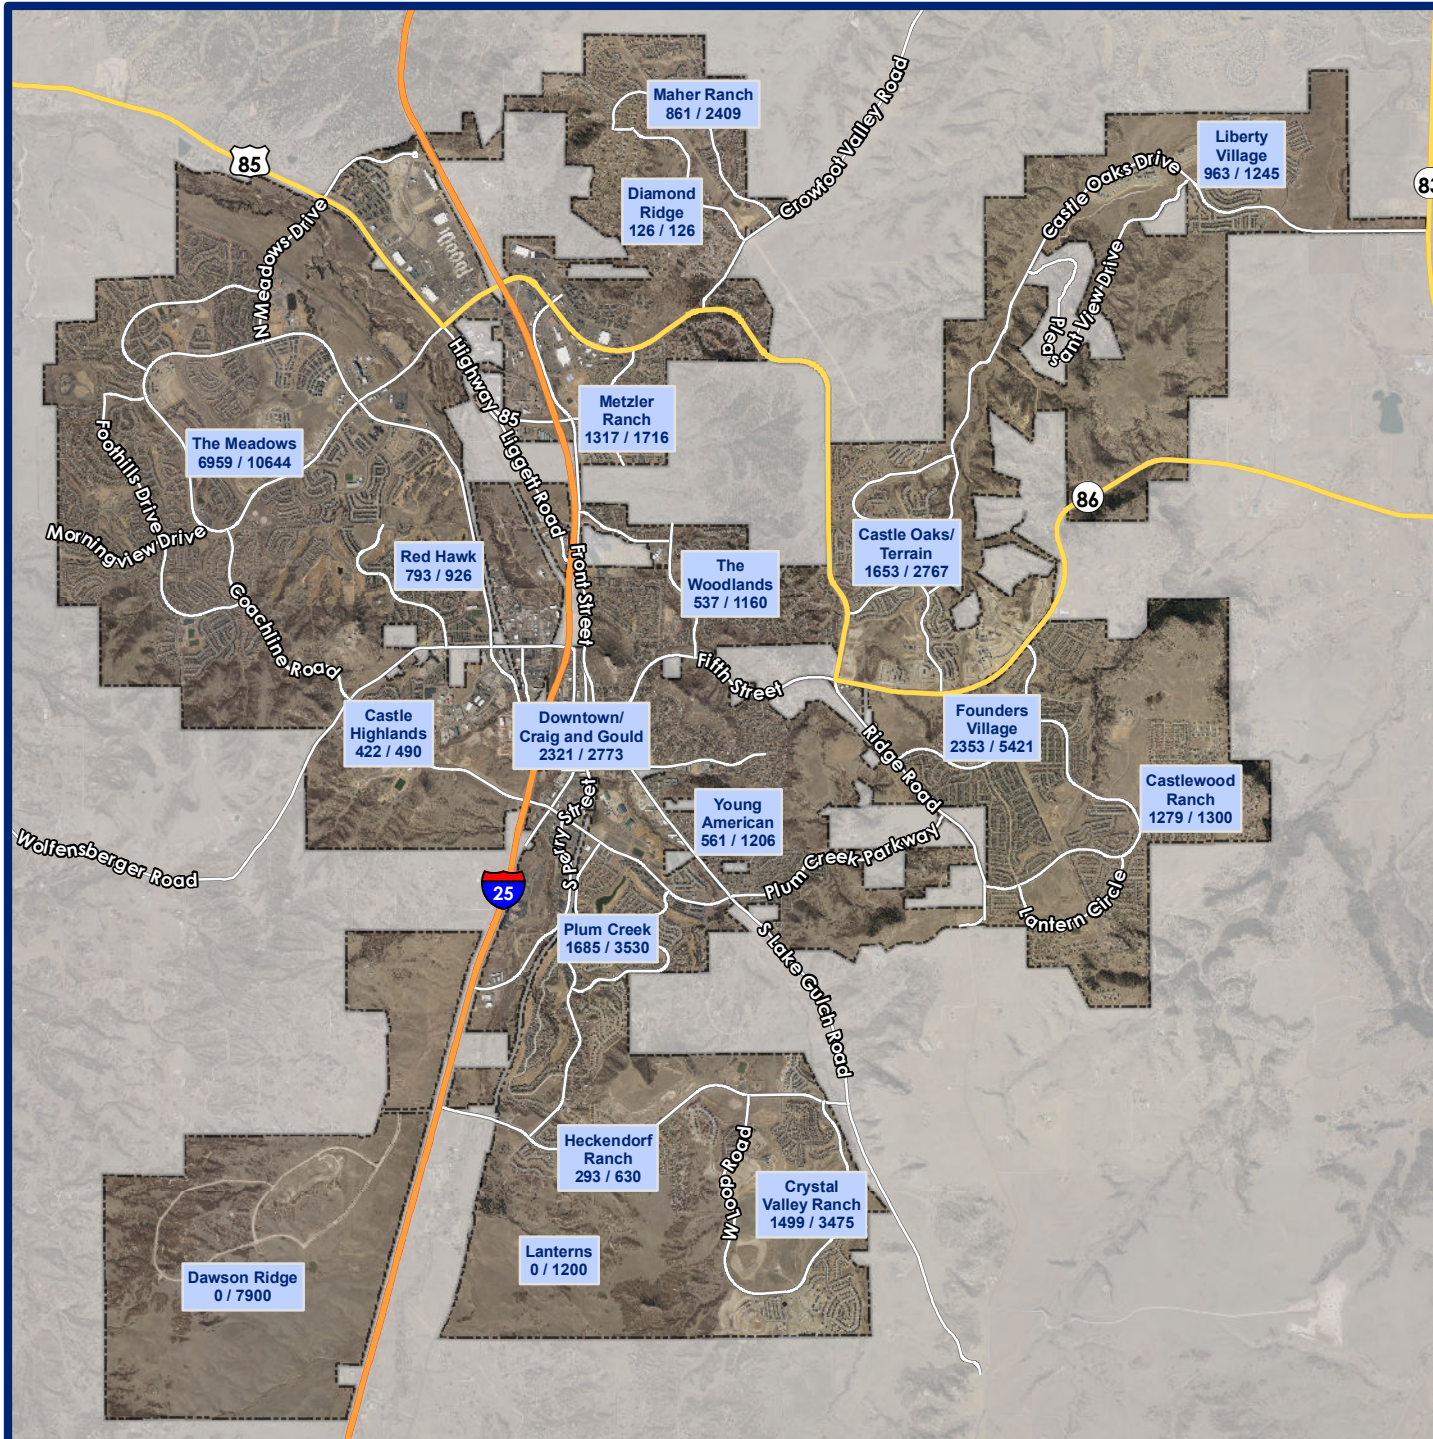 Maher Ranch
861 / 2409
Crowfoot Valley Road
Liberty
Village
963 / 1245
85
Castle Oaks Drive
83
Diamond
Ridge
126 / 126
N Meadows Drive
Pleasant View Drive
Highway 85
Metzler
Ranch
1317 / 1716
The Meadows
6959 / 10644
Foothills Drive
Liggett Road
86
Morningview Drive
Castle Oaks/
Terrain
1653 / 2767
Red Hawk
793 / 926
Front Street
The
Woodlands
537 / 1160
Coachline Road
Fifth Street
Castle
Highlands
422 / 490
Downtown/
Craig and Gould
2321 / 2773
Founders
Village
2353 / 5421
Ridge Road
Castlewood
Ranch
1279 / 1300
Young
American
561 / 1206
S Perry Street
Wolfensberger Road
Plum Creek Parkway
25
Lantern Circle
Plum Creek
1685 / 3530
S Lake Gulch Road
Heckendorf
Ranch
293 / 630
W Loop Road
Crystal
Valley Ranch
1499 / 3475
Lanterns
0 / 1200
Dawson Ridge
0 / 7900